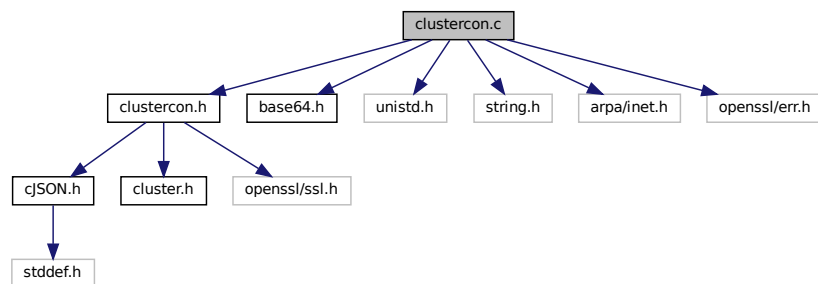 clustercon.c
clustercon.h
base64.h
unistd.h
string.h
arpa/inet.h
openssl/err.h
cJSON.h
cluster.h
openssl/ssl.h
stddef.h